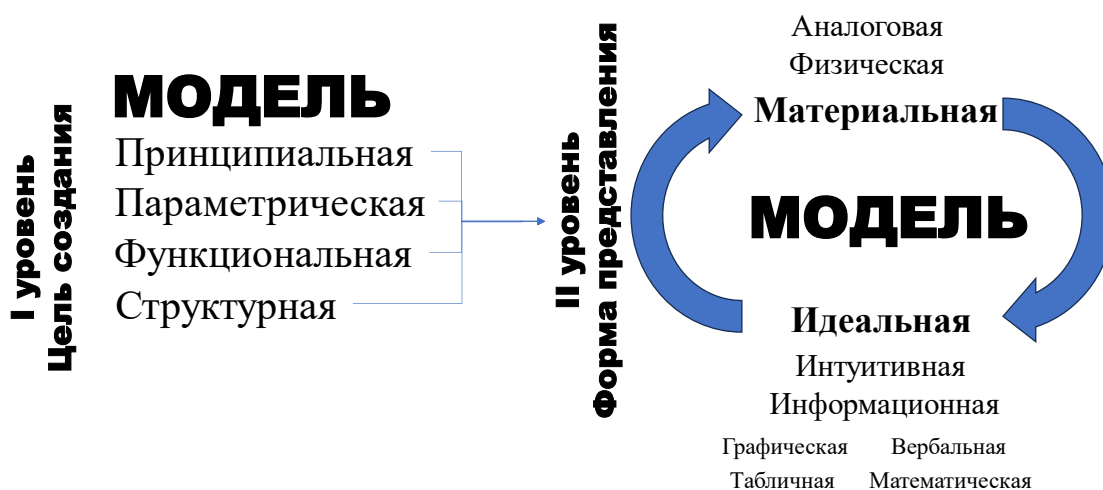 I уровень
Цель создания
МОДЕЛЬ
Принципиальная
Параметрическая
Функциональная
Структурная
II уровень
Форма представления
Аналоговая
Физическая
Материальная
МОДЕЛЬ
Идеальная
Интуитивная
Информационная
Графическая Вербальная
Табличная Математическая